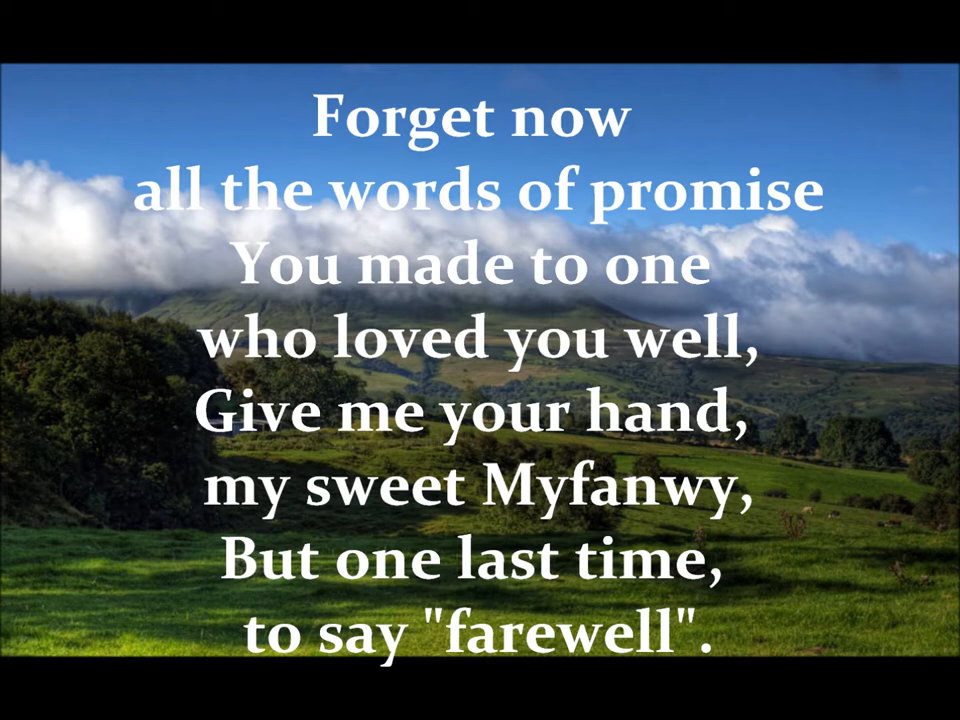 Forget now
all the words of promise
You made to one
who loved you well,
Give me your hand,
my sweet Myfanwy,
But one last time,
to say "farewell".